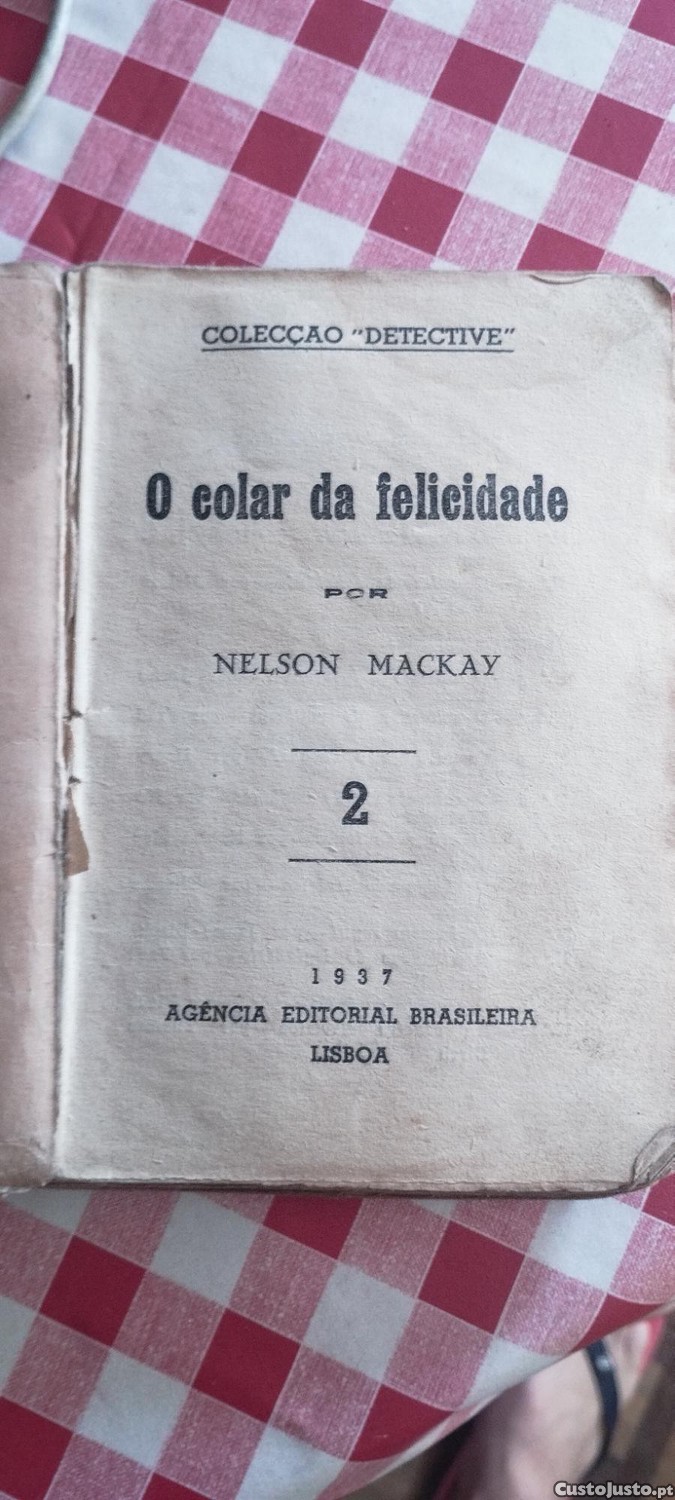 COLECÇAO "DETECTIVE"
O colar da felicidade
POR
NELSON MACKAY
2
1937
AGÊNCIA EDITORIAL BRASILEIRA
LISBOA
CustoJusto.pt